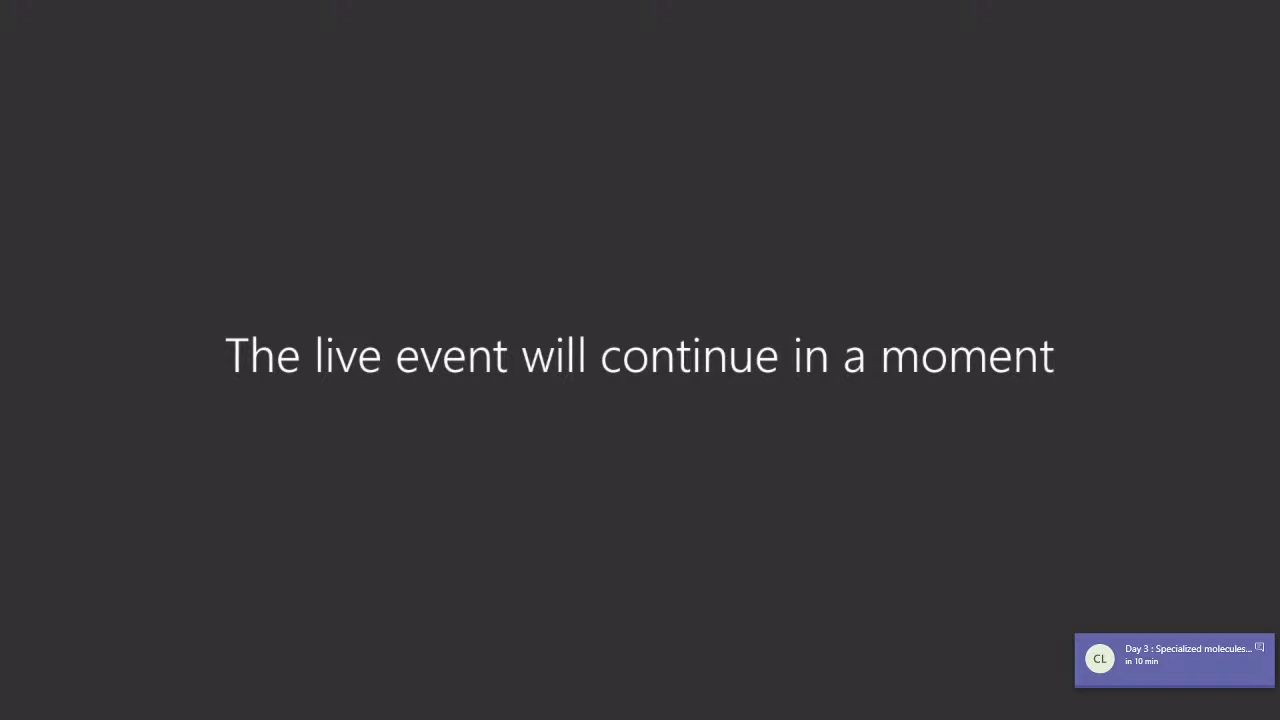 The live event will continue in a moment
CL
Day 3 : Specialized molecules...
in 10 min